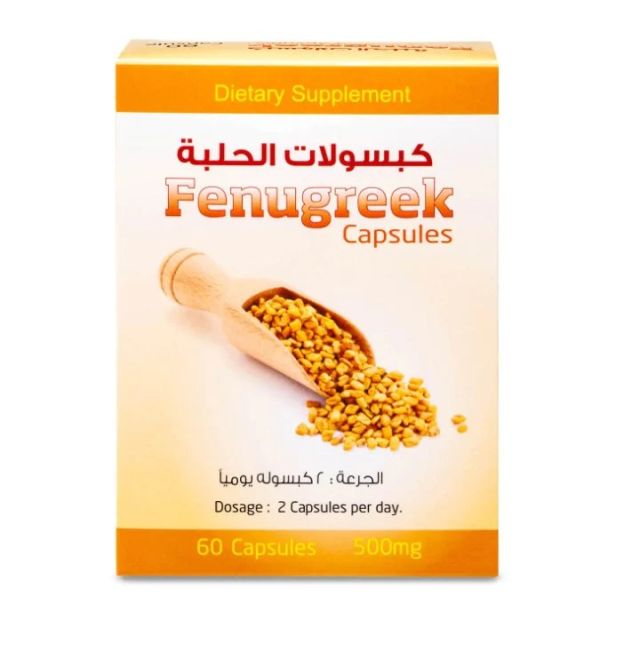 Dietary Supplement
كبسولات الحلبة
Fenugreek
Capsules
الجرعة : ٢ كبسوله يومياً
Dosage : 2 Capsules per day.
60 Capsules 500mg